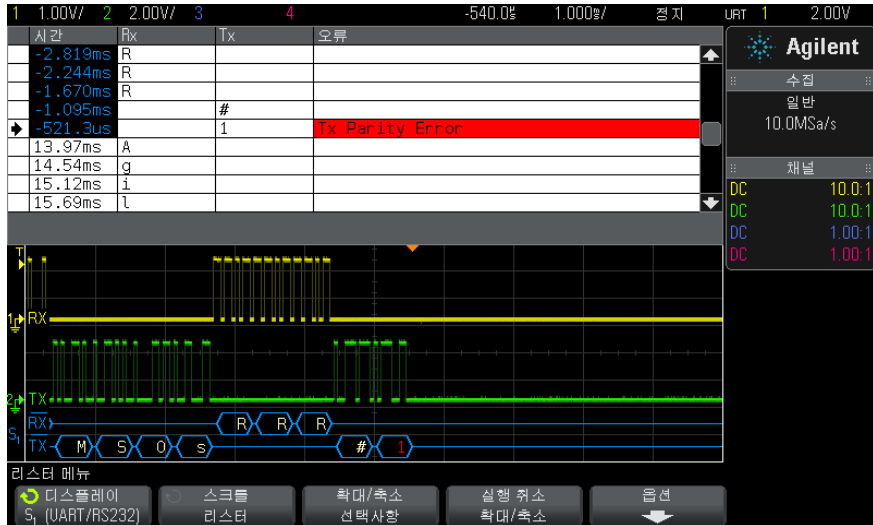 1 1.00V/ 2 2.00V/ 3 4 -540.0㎲ 1.000㎳/ 정지 URT 1 2.00V
시간 Rx Tx 오류
-2.819ms R
-2.244ms R
-1.670ms R
-1.095ms #
-521.3us 1 Tx Parity Error
13.97ms A
14.54ms g
15.12ms i
15.69ms l
Agilent
수집
일반
10.0MSa/s
채널
DC 10.0:1
DC 10.0:1
DC 1.00:1
DC 1.00:1
T
1 RX
2 TX
S1 RX R R R
TX M S O s # 1
리스터 메뉴
디스플레이
S1 (UART/RS232)
스크롤
리스터
확대/축소
선택사항
실행 취소
확대/축소
옵션